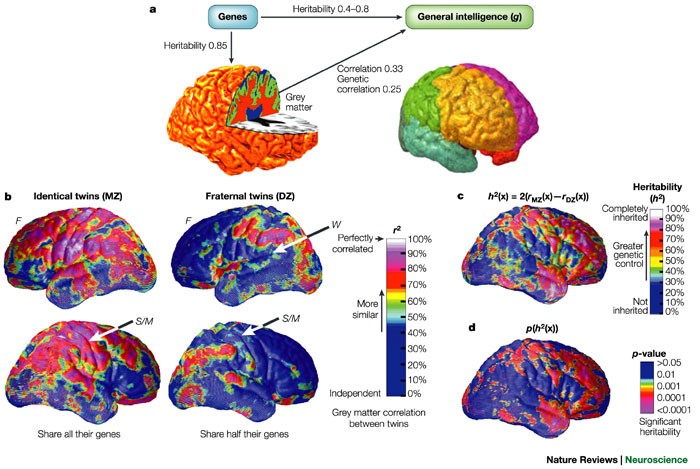 a
Genes
Heritability 0.4–0.8
General intelligence (g)
Heritability 0.85
Correlation 0.33
Genetic
correlation 0.25
Grey
matter
b
Identical twins (MZ)
Fraternal twins (DZ)
F
F
W
r²
Perfectly
correlated
100%
90%
80%
70%
60%
50%
40%
30%
20%
10%
0%
More
similar
Independent
S/M
S/M
Share all their genes
Share half their genes
Grey matter correlation
between twins
c
h²(x) = 2(rMZ(x)–rDZ(x))
Heritability
(h²)
Completely
inherited
Greater
genetic
control
Not
inherited
100%
90%
80%
70%
60%
50%
40%
30%
20%
10%
0%
d
p(h²(x))
p-value
>0.05
0.01
0.001
0.0001
<0.0001
Significant
heritability
Nature Reviews | Neuroscience